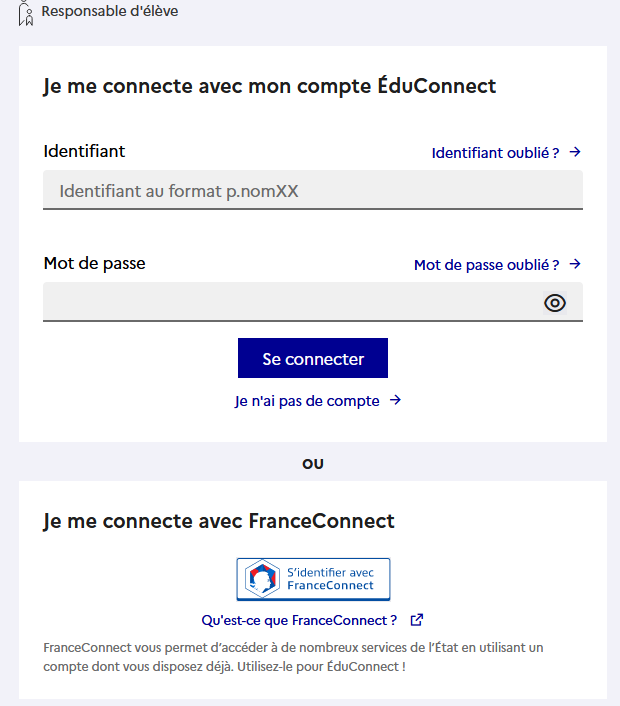 Responsable d'élève
Je me connecte avec mon compte ÉduConnect
Identifiant
Identifiant oublié ? →
Identifiant au format p.nomXX
Mot de passe
Mot de passe oublié ? →
Se connecter
Je n'ai pas de compte →
OU
Je me connecte avec FranceConnect
S'identifier avec
FranceConnect
Qu'est-ce que FranceConnect ?
FranceConnect vous permet d’accéder à de nombreux services de l’État en utilisant un
compte dont vous disposez déjà. Utilisez-le pour ÉduConnect !